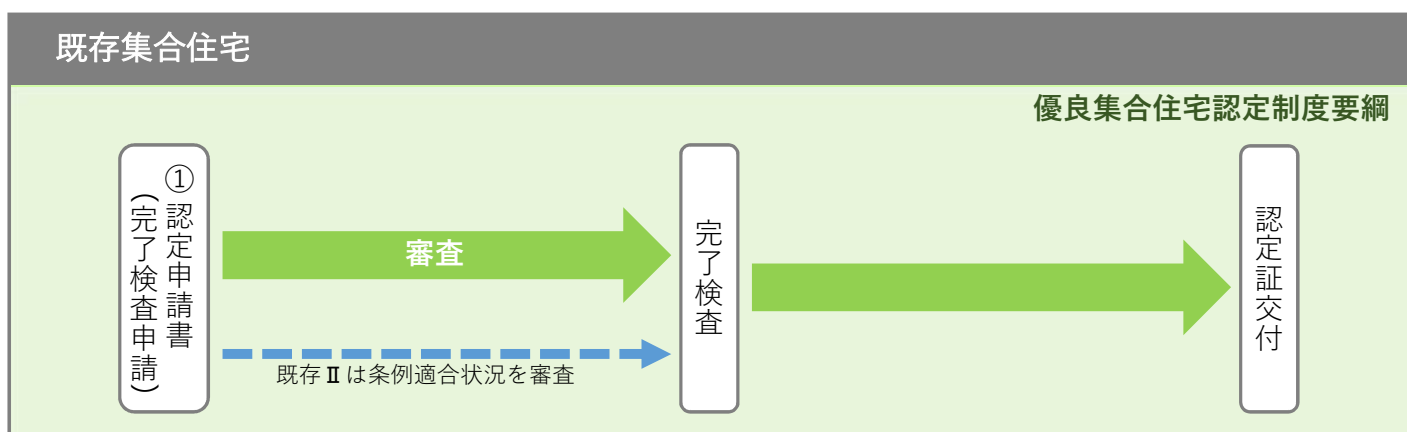 既存集合住宅
優良集合住宅認定制度要綱
①認定申請書
(完了検査申請)
審査
既存Ⅱは条例適合状況を審査
完了検査
認定証交付